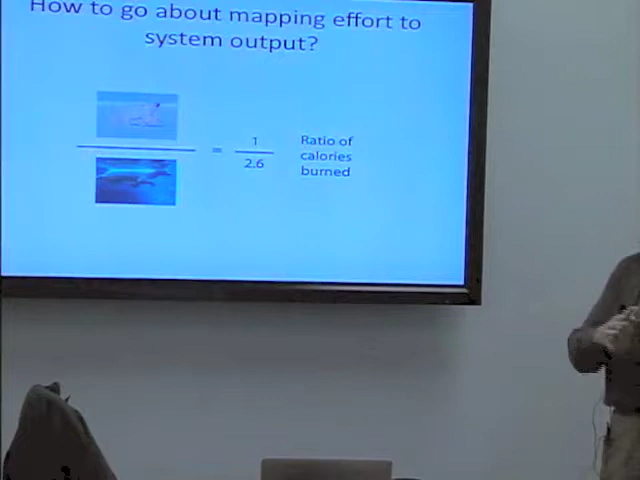 How to go about mapping effort to
system output?
= 1
2.6
Ratio of
calories
burned